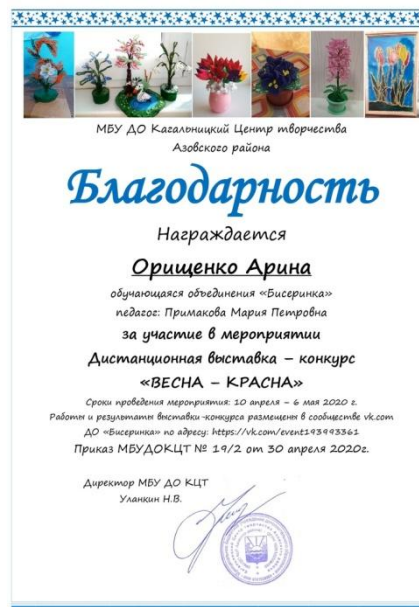 МБУ ДО Кагальницкий Центр творчества
Азовского района
Благодарность
Награждается
Орищенко Арина
обучающаяся объединения «Бисеринка»
педагог: Примакова Мария Петровна
за участие в мероприятии
Дистанционная выставка – конкурс
«ВЕСНА – КРАСНА»
Сроки проведения мероприятия: 10 апреля – 6 мая 2020 г.
Работы и результаты выставки-конкурса размещены в сообществе vk.com
ДО «Бисеринка» по адресу: https://vk.com/event193993361
Приказ МБУДОКЦТ № 19/2 от 30 апреля 2020г.
Директор МБУ ДО КЦТ
Уланкин Н.В.